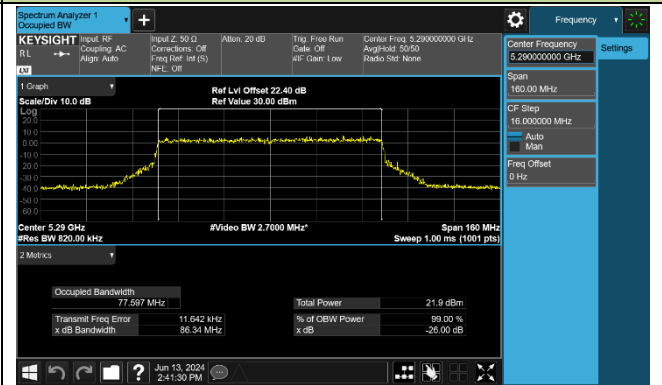 Spectrum Analyzer 1
Occupied BW
Frequency
KEYSIGHT
RL
LXI
Input: RF
Coupling: AC
Align: Auto
Input Z: 50 Ω
Corrections: Off
Freq Ref: Int (S)
NFE: Off
Atten: 20 dB
Trig: Free Run
Gate: Off
#IF Gain: Low
Center Freq: 5.290000000 GHz
Avg|Hold: 50/50
Radio Std: None
Center Frequency
5.290000000 GHz
Settings
Span
160.00 MHz
CF Step
16.000000 MHz
Auto
Man
Freq Offset
0 Hz
1 Graph
Scale/Div 10.0 dB
Ref Lvl Offset 22.40 dB
Ref Value 30.00 dBm
Log
20.0
10.0
0.00
-10.0
-20.0
-30.0
-40.0
-50.0
-60.0
Center 5.29 GHz
#Video BW 2.7000 MHz*
Span 160 MHz
#Res BW 820.00 kHz
Sweep 1.00 ms (1001 pts)
2 Metrics
Occupied Bandwidth
77.597 MHz
Total Power
21.9 dBm
Transmit Freq Error
11.642 kHz
% of OBW Power
99.00 %
x dB Bandwidth
86.34 MHz
x dB
-26.00 dB
Jun 13, 2024
2:41:30 PM